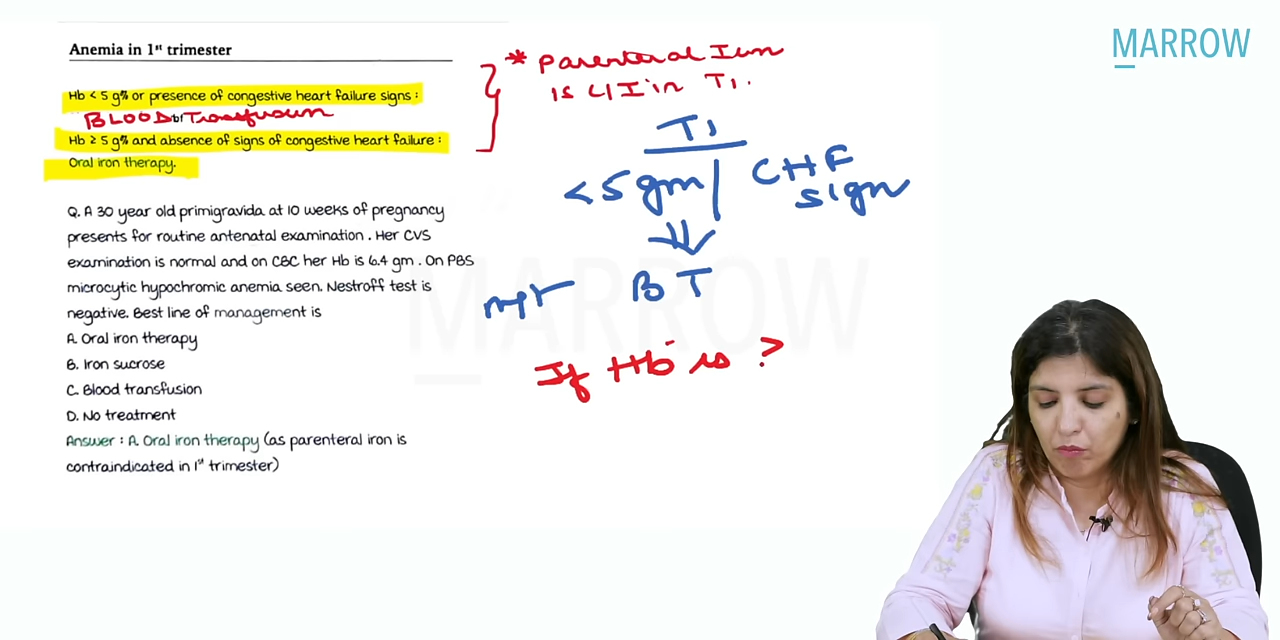 MARROW
Anemia in 1st trimester
Hb < 5 g% or presence of congestive heart failure signs :
BLOOD Transfusion
Hb ≥ 5 g% and absence of signs of congestive heart failure :
Oral iron therapy.
Q. A 30 year old primigravida at 10 weeks of pregnancy
presents for routine antenatal examination. Her CVS
examination is normal and on CBC her Hb is 6.4 gm. On PBS
microcytic hypochromic anemia seen. Nestroff test is
negative. Best line of management is
A. Oral iron therapy
B. Iron sucrose
C. Blood transfusion
D. No treatment
Answer : A. Oral iron therapy (as parenteral iron is
contraindicated in 1st trimester)
* Parenteral Iron
is C/I in T1.
T1
<5 gm/ CHF
sign
BT
If Hb is >
MARROW